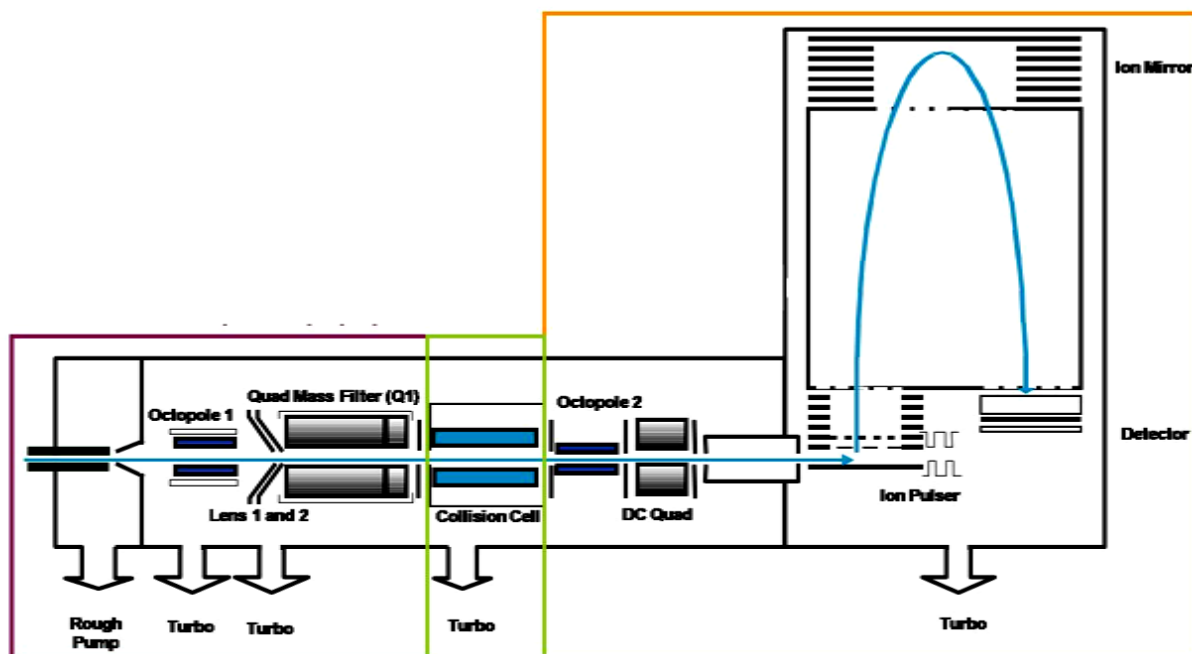 Ion Mirror
Quad Mass Filter (Q1)
Octopole 1
Octopole 2
Detector
Ion Pulser
Lens 1 and 2
Collision Cell
DC Quad
Rough
Pump
Turbo
Turbo
Turbo
Turbo